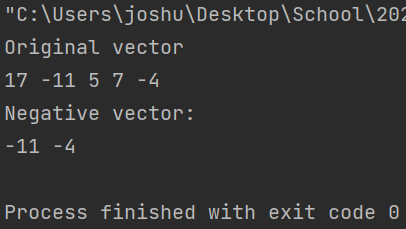 "C:\Users\joshu\Desktop\School\202
Original vector
17 -11 5 7 -4
Negative vector:
-11 -4
Process finished with exit code 0